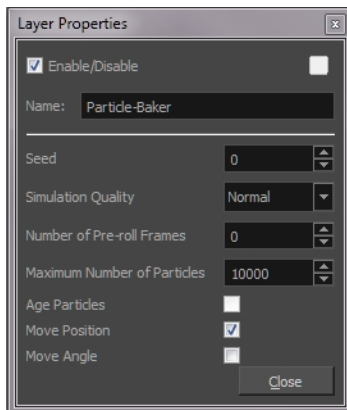 Layer Properties
Enable/Disable
Name: Particle-Baker
Seed 0
Simulation Quality Normal
Number of Pre-roll Frames 0
Maximum Number of Particles 10000
Age Particles
Move Position
Move Angle
Close